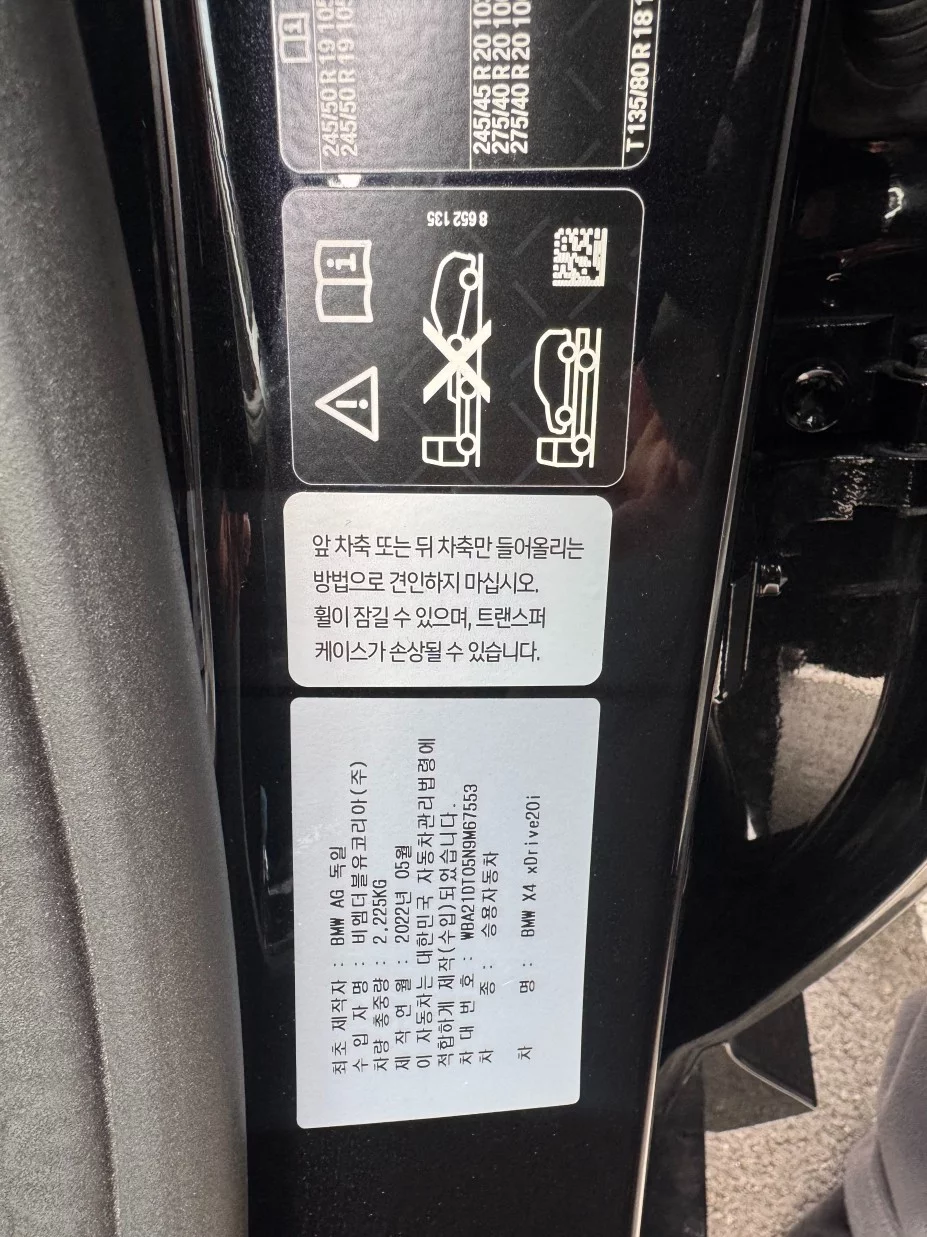 245/50 R 19 105
245/50 R 19 105
245/45 R 20 103
275/40 R 20 106
275/40 R 20 106
T 135/80 R 18 1
8 652 135
앞 차축 또는 뒤 차축만 들어올리는
방법으로 견인하지 마십시오.
휠이 잠길 수 있으며, 트랜스퍼
케이스가 손상될 수 있습니다.
최초 제작자 : BMW AG 독일
수 입 자 명 : 비엠더블유코리아(주)
차량 총중량 : 2,225KG
제 작 연 월 : 2022년 05월
이 자동차는 대한민국 자동차관리법령에
적합하게 제작(수입)되었습니다.
차 대 번 호 : WBA21DT05N9M67553
차 종 : 승용자동차
차 명 : BMW X4 xDrive20i